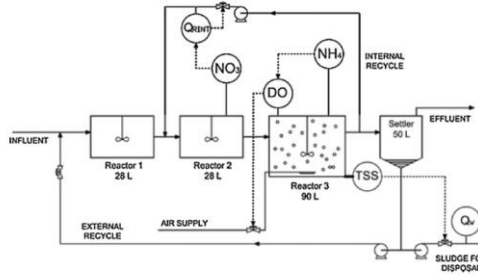 QRINT
NO3
NH4
DO
INTERNAL
RECYCLE
Settler
50 L
EFFLUENT
INFLUENT
Reactor 1
28 L
Reactor 2
28 L
Reactor 3
90 L
TSS
AIR SUPPLY
EXTERNAL
RECYCLE
Qw
SLUDGE FO
DISPOSA